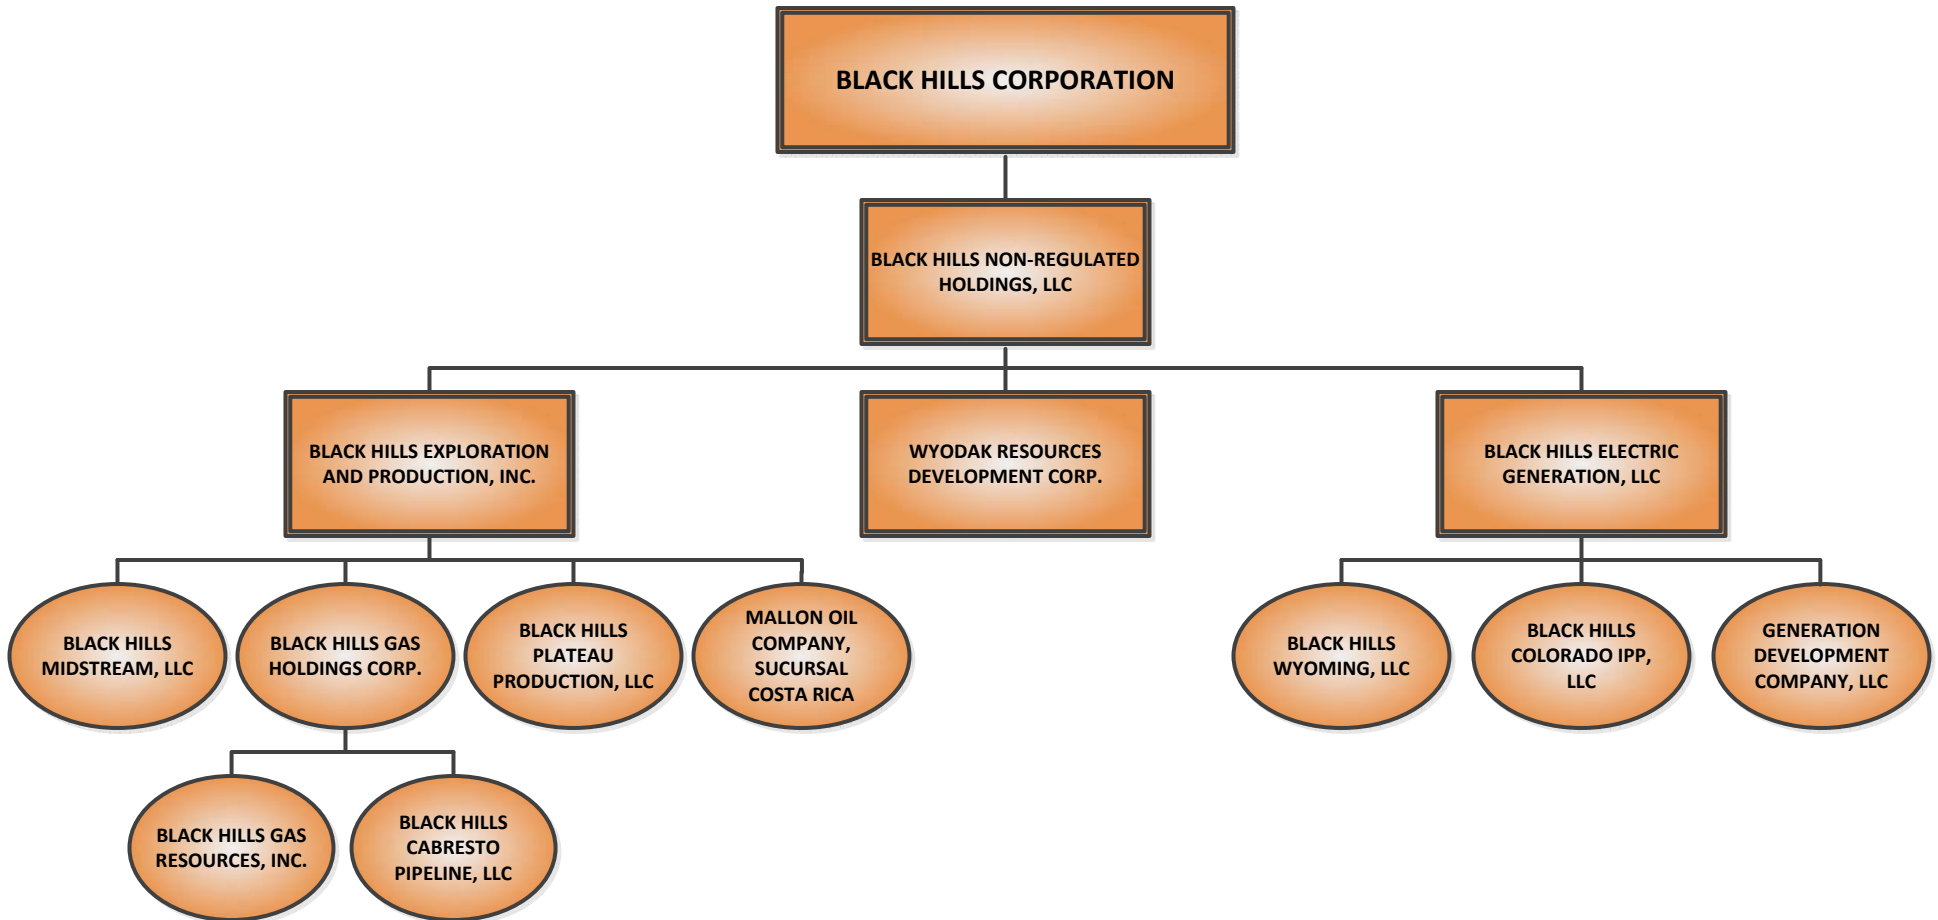 BLACK HILLS CORPORATION
BLACK HILLS NON-REGULATED
HOLDINGS, LLC
BLACK HILLS EXPLORATION
AND PRODUCTION, INC.
WYODAK RESOURCES
DEVELOPMENT CORP.
BLACK HILLS ELECTRIC
GENERATION, LLC
BLACK HILLS
MIDSTREAM, LLC
BLACK HILLS GAS
HOLDINGS CORP.
BLACK HILLS
PLATEAU
PRODUCTION, LLC
MALLON OIL
COMPANY,
SUCURSAL
COSTA RICA
BLACK HILLS
WYOMING, LLC
BLACK HILLS
COLORADO IPP,
LLC
GENERATION
DEVELOPMENT
COMPANY, LLC
BLACK HILLS GAS
RESOURCES, INC.
BLACK HILLS
CABRESTO
PIPELINE, LLC